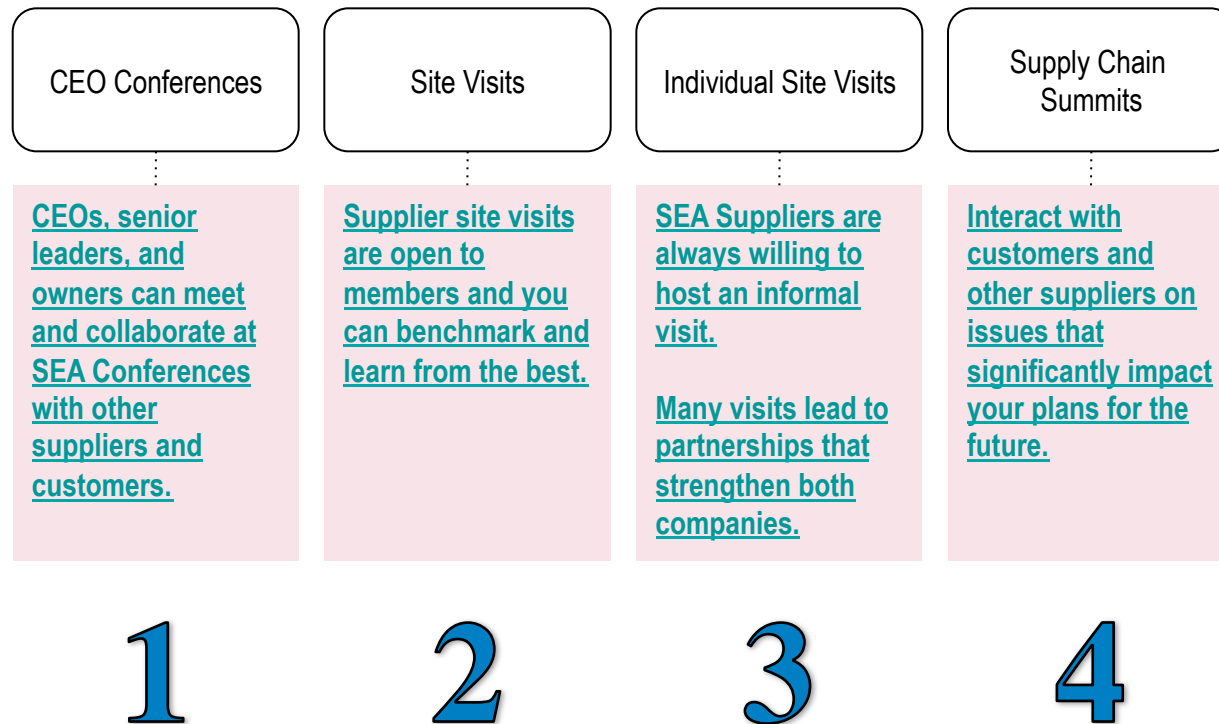 CEO Conferences
Site Visits
Individual Site Visits
Supply Chain
Summits
CEOs, senior
leaders, and
owners can meet
and collaborate at
SEA Conferences
with other
suppliers and
customers.
Supplier site visits
are open to
members and you
can benchmark and
learn from the best.
SEA Suppliers are
always willing to
host an informal
visit.
Many visits lead to
partnerships that
strengthen both
companies.
Interact with
customers and
other suppliers on
issues that
significantly impact
your plans for the
future.
1
2
3
4